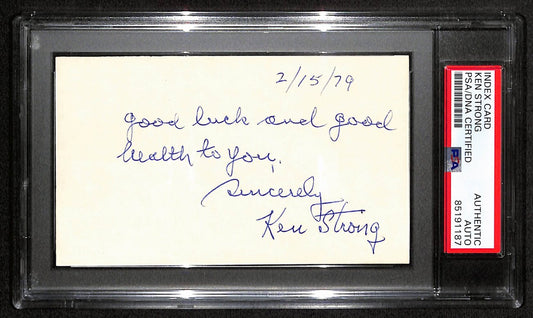 2/15/79
good luck and good
health to you,
Sincerely,
Ken Strong
INDEX CARD
KEN STRONG
PSA/DNA CERTIFIED
PSA
AUTHENTIC
AUTO
85191187